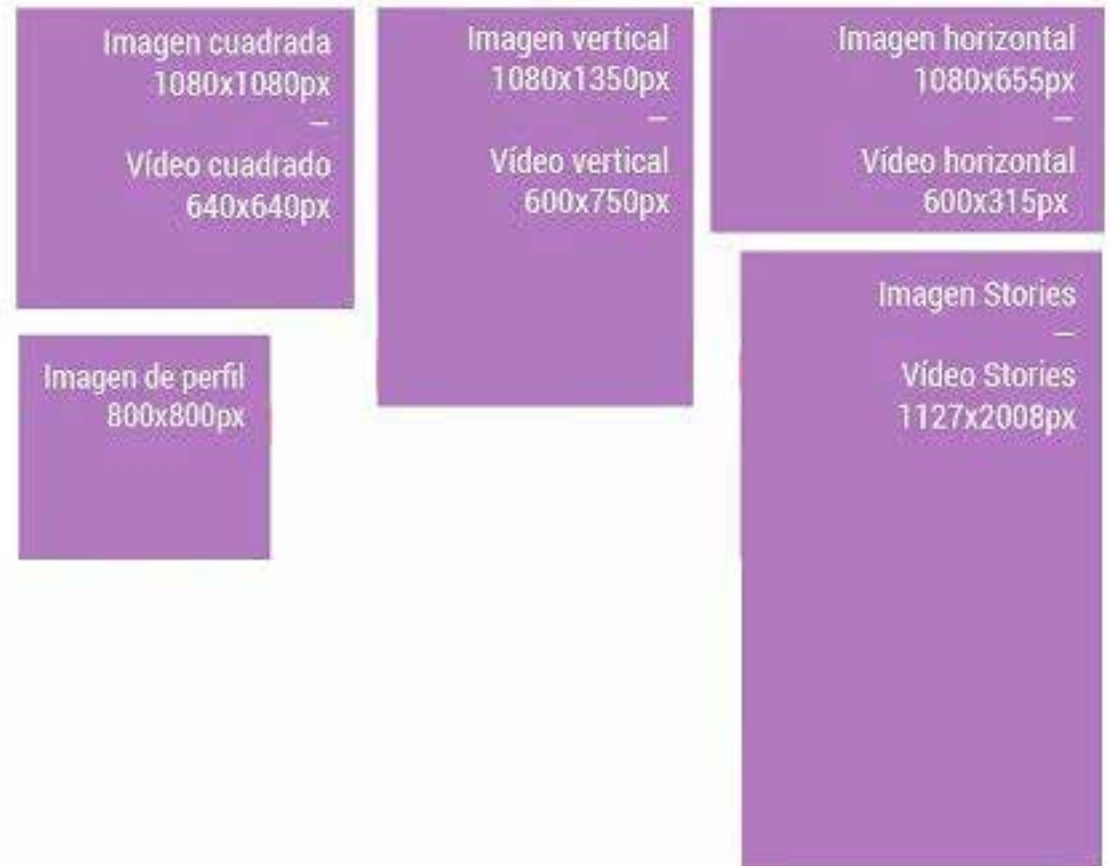 Imagen cuadrada
1080x1080px
–
Vídeo cuadrado
640x640px
Imagen vertical
1080x1350px
–
Vídeo vertical
600x750px
Imagen horizontal
1080x655px
–
Vídeo horizontal
600x315px
Imagen de perfil
800x800px
Imagen Stories
–
Vídeo Stories
1127x2008px